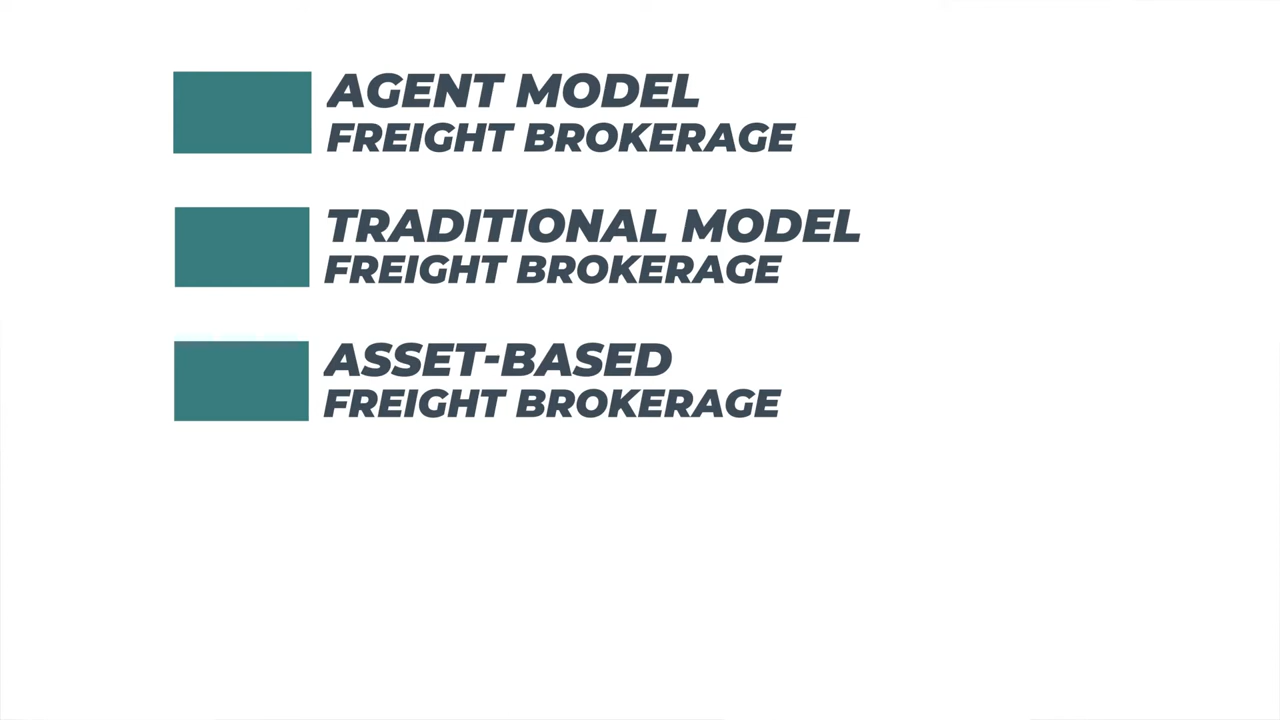 AGENT MODEL
FREIGHT BROKERAGE
TRADITIONAL MODEL
FREIGHT BROKERAGE
ASSET-BASED
FREIGHT BROKERAGE